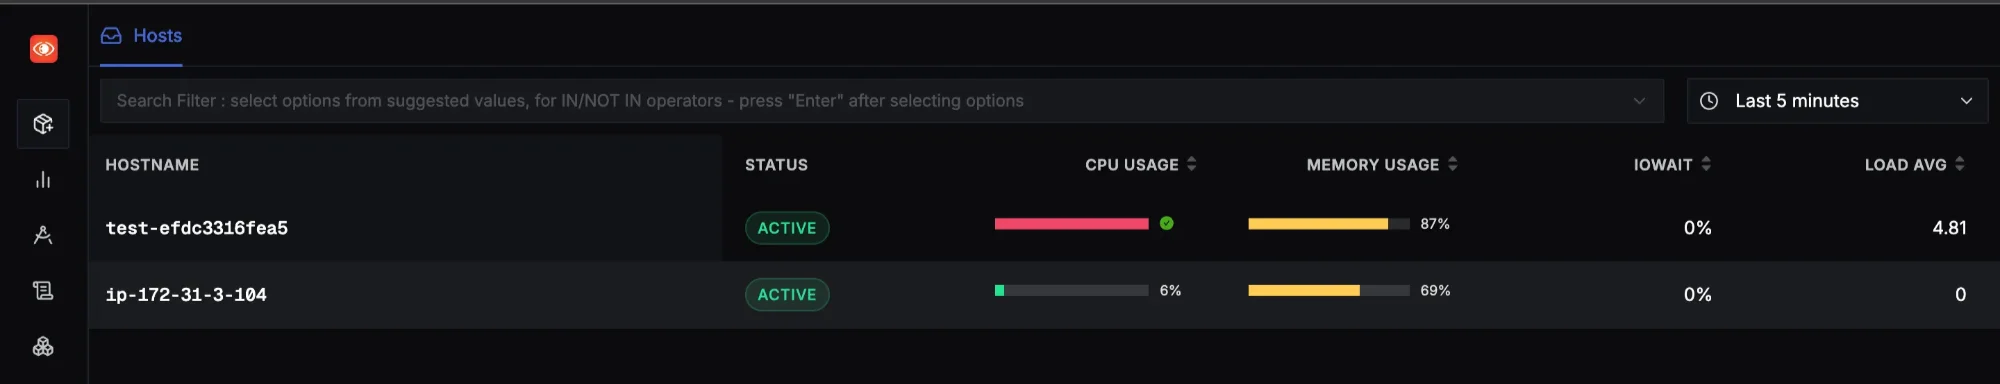 Hosts
Search Filter : select options from suggested values, for IN/NOT IN operators - press "Enter" after selecting options
Last 5 minutes
HOSTNAME STATUS CPU USAGE MEMORY USAGE IOWAIT LOAD AVG
test-efdc3316fea5 ACTIVE 87% 0% 4.81
ip-172-31-3-104 ACTIVE 6% 69% 0% 0